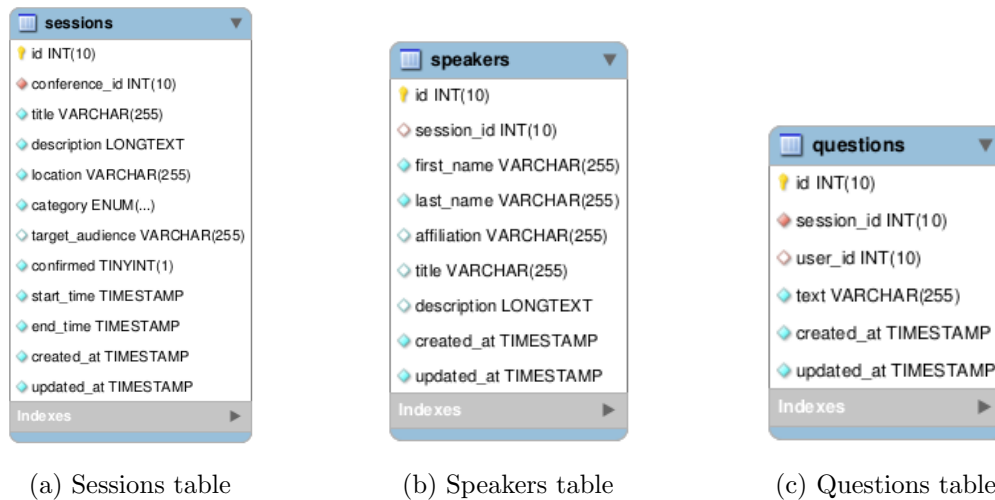 sessions
id INT(10)
conference_id INT(10)
title VARCHAR(255)
description LONGTEXT
location VARCHAR(255)
category ENUM(...)
target_audience VARCHAR(255)
confirmed TINYINT(1)
start_time TIMESTAMP
end_time TIMESTAMP
created_at TIMESTAMP
updated_at TIMESTAMP
Indexes
(a) Sessions table
speakers
id INT(10)
session_id INT(10)
first_name VARCHAR(255)
last_name VARCHAR(255)
affiliation VARCHAR(255)
title VARCHAR(255)
description LONGTEXT
created_at TIMESTAMP
updated_at TIMESTAMP
Indexes
(b) Speakers table
questions
id INT(10)
session_id INT(10)
user_id INT(10)
text VARCHAR(255)
created_at TIMESTAMP
updated_at TIMESTAMP
Indexes
(c) Questions table